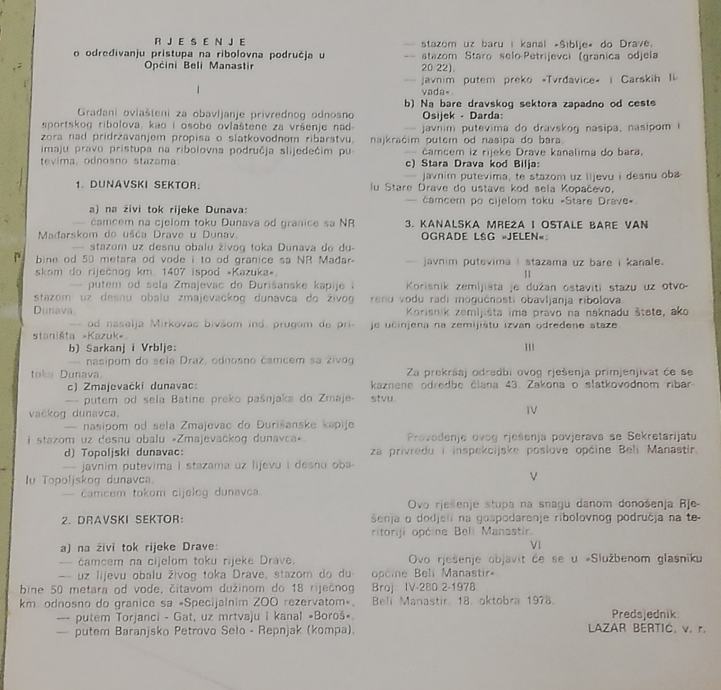 RJEŠENJE
o određivanju pristupa na ribolovna područja u
Općini Beli Manastir
I
Građani ovlašteni za obavljanje privrednog odnosno
sportskog ribolova, kao i osobe ovlaštene za vršenje nad-
zora nad pridržavanjem propisa o slatkovodnom ribarstvu,
imaju pravo pristupa na ribolovna područja slijedećim pu-
tevima, odnosno stazama:
1. DUNAVSKI SEKTOR:
a) na živi tok rijeke Dunava:
— čamcem na cjelom toku Dunava od granice sa NR
Mađarskom do ušća Drave u Dunav,
— stazom uz desnu obalu živog toka Dunava do du-
bine od 50 metara od vode i to od granice sa NR Mađar-
skom do riječnog km. 1407 ispod »Kazuka«,
— putem od sela Zmajevac do Đurišanske kapije i
stazom uz desnu obalu zmajevačkog dunavca do živog
Dunava,
— od naselja Mirkovac bivšom ind. prugom do pri-
staništa »Kazuk«.
b) Sarkanj i Vrblje:
— nasipom do sela Draž, odnosno čamcem sa živog
toka Dunava.
c) Zmajevački dunavac:
— putem od sela Batine preko pašnjaka do Zmaje-
vačkog dunavca,
— nasipom od sela Zmajevac do Đurišanske kapije
i stazom uz desnu obalu »Zmajevačkog dunavca«.
d) Topoljski dunavac:
— javnim putevima i stazama uz lijevu i desnu oba-
lu Topoljskog dunavca,
— čamcem tokom cijelog dunavca.
2. DRAVSKI SEKTOR:
a) na živi tok rijeke Drave:
— čamcem na cijelom toku rijeke Drave,
— uz lijevu obalu živog toka Drave, stazom do du-
bine 50 metara od vode, čitavom dužinom do 18 riječnog
km. odnosno do granice sa »Specijalnim ZOO rezervatom«,
— putem Torjanci - Gat, uz mrtvaju i kanal »Boroš«,
— putem Baranjsko Petrovo Selo - Repnjak (kompa),
— stazom uz baru i kanal »Šiblje« do Drave,
— stazom Staro selo-Petrijevci (granica odjela
20-22),
— javnim putem preko »Tvrđavice« i Carskih li-
vada«.
b) Na bare dravskog sektora zapadno od ceste
Osijek - Darda:
— javnim putevima do dravskog nasipa, nasipom i
najkraćim putem od nasipa do bara,
— čamcem iz rijeke Drave kanalima do bara,
c) Stara Drava kod Bilja:
— javnim putevima, te stazom uz lijevu i desnu oba-
lu Stare Drave do ustave kod sela Kopačevo,
— čamcem po cijelom toku »Stare Drave«.
3. KANALSKA MREŽA I OSTALE BARE VAN
OGRADE LŠG »JELEN«:
— javnim putevima i stazama uz bare i kanale.
II
Korisnik zemljišta je dužan ostaviti stazu uz otvo-
renu vodu radi mogućnosti obavljanja ribolova.
Korisnik zemljišta ima pravo na naknadu štete, ako
je učinjena na zemljištu izvan određene staze.
III
Za prekršaj odredbi ovog rješenja primjenjivat će se
kaznene odredbe člana 43. Zakona o slatkovodnom ribar-
stvu.
IV
Provođenje ovog rješenja povjerava se Sekretarijatu
za privredu i inspekcijske poslove općine Beli Manastir.
V
Ovo rješenje stupa na snagu danom donošenja Rje-
šenja o dodjeli na gospodarenje ribolovnog područja na te-
ritoriji općine Beli Manastir.
VI
Ovo rješenje objavit će se u »Službenom glasniku
općine Beli Manastir«.
Broj: IV-280 2-1978.
Beli Manastir, 18. oktobra 1978.
Predsjednik:
LAZAR BERTIĆ, v. r.